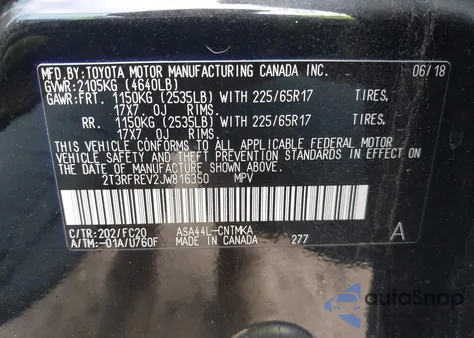 MFD.BY:TOYOTA MOTOR MANUFACTURING CANADA INC. 06/18
GVWR:2105KG (4640LB)
GAWR:FRT. 1150KG (2535LB) WITH 225/65R17 TIRES,
17X7.0J RIMS.
RR. 1150KG (2535LB) WITH 225/65R17 TIRES,
17X7.0J RIMS.
THIS VEHICLE CONFORMS TO ALL APPLICABLE FEDERAL MOTOR
VEHICLE SAFETY AND THEFT PREVENTION STANDARDS IN EFFECT ON
THE DATE OF MANUFACTURE SHOWN ABOVE.
2T3RFREV2JW816350 MPV
C/TR:202/FC20 ASA44L-CNTMKA A
A/TM:-01A/U760F MADE IN CANADA 277
autoSnap